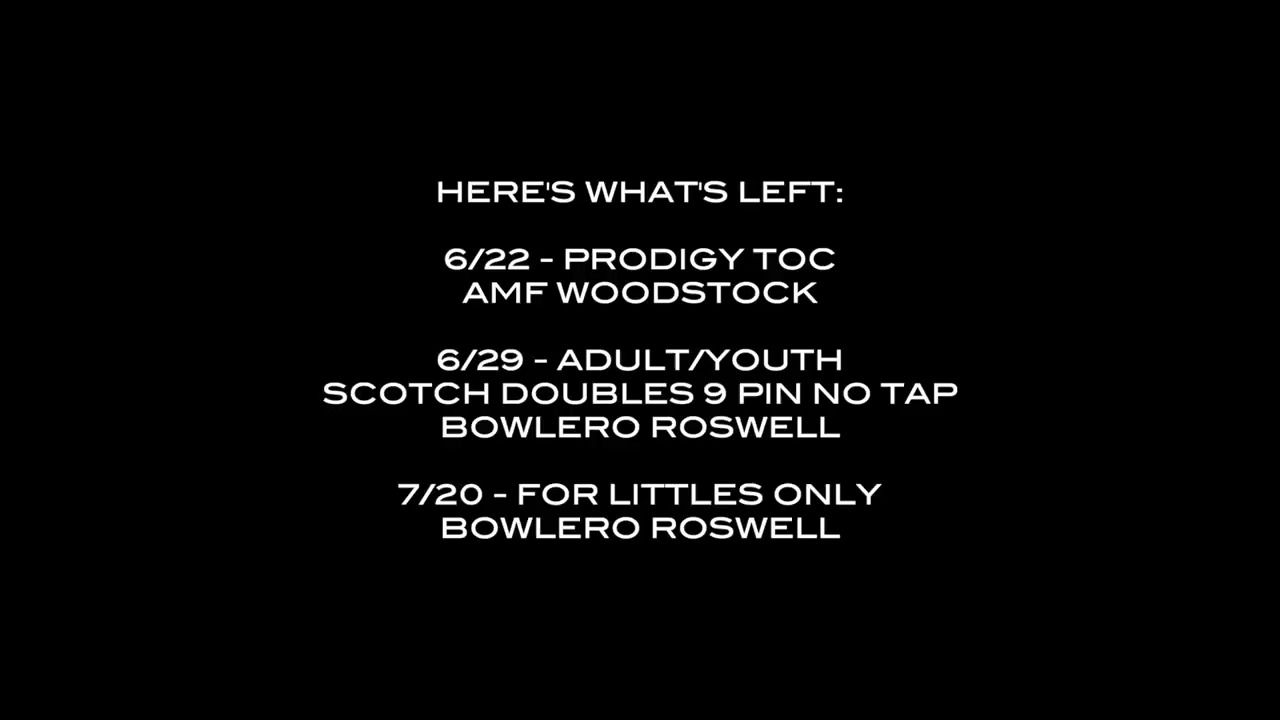 HERE'S WHAT'S LEFT:
6/22 - PRODIGY TOC
AMF WOODSTOCK
6/29 - ADULT/YOUTH
SCOTCH DOUBLES 9 PIN NO TAP
BOWLERO ROSWELL
7/20 - FOR LITTLES ONLY
BOWLERO ROSWELL